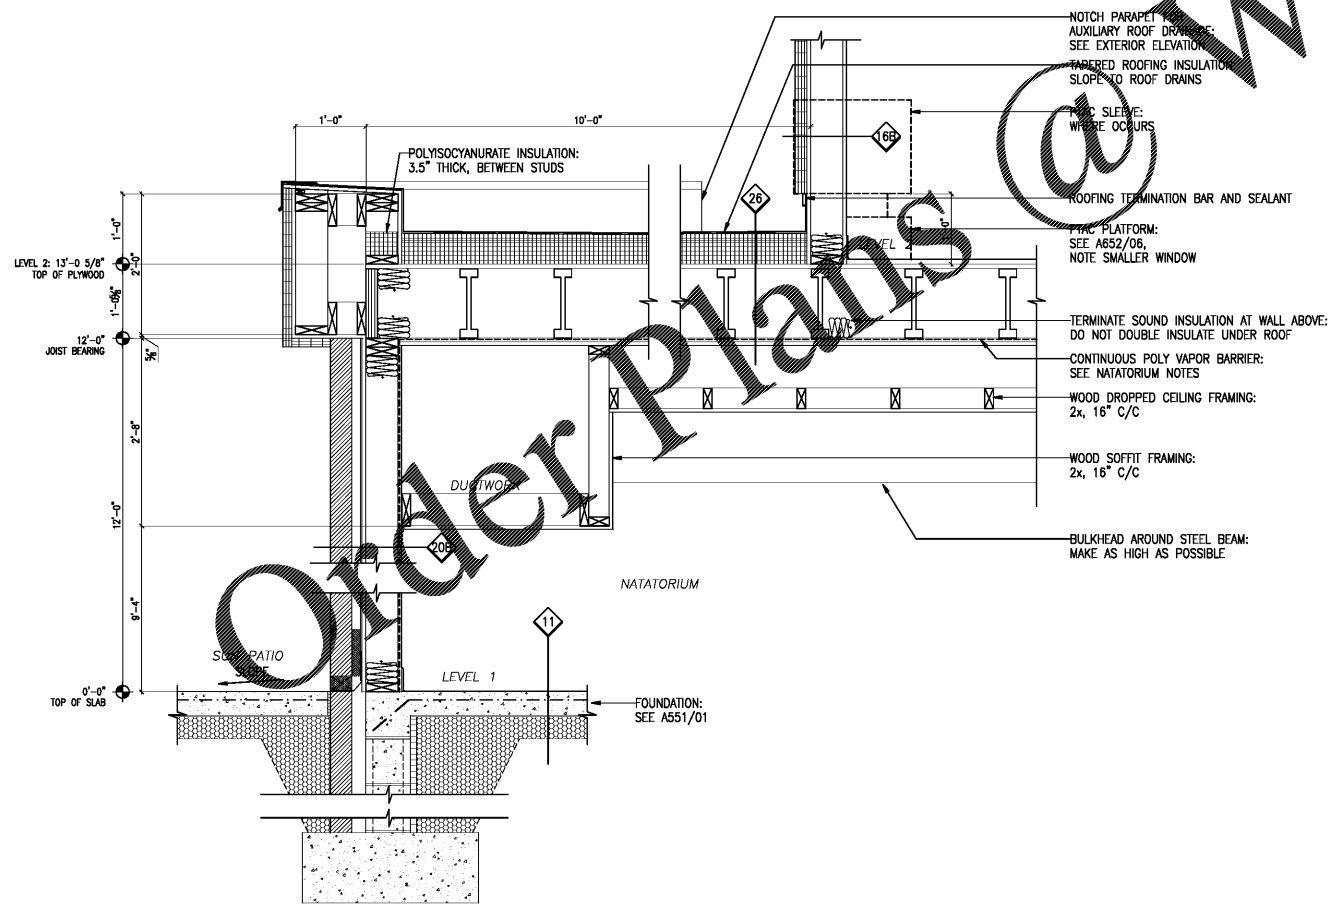 NOTCH PARAPET FOR
AUXILIARY ROOF DRAINAGE:
SEE EXTERIOR ELEVATION
TAPERED ROOFING INSULATION
SLOPE TO ROOF DRAINS
PTAC SLEEVE:
WHERE OCCURS
1'-0"
10'-0"
16B
POLYISOCYANURATE INSULATION:
3.5" THICK, BETWEEN STUDS
26
ROOFING TERMINATION BAR AND SEALANT
1'-0"
PTAC PLATFORM:
SEE A652/06,
NOTE SMALLER WINDOW
LEVEL 2
LEVEL 2: 13'-0 5/8"
TOP OF PLYWOOD
2'-0"
12'-0"
JOIST BEARING
TERMINATE SOUND INSULATION AT WALL ABOVE:
DO NOT DOUBLE INSULATE UNDER ROOF
CONTINUOUS POLY VAPOR BARRIER:
SEE NATATORIUM NOTES
WOOD DROPPED CEILING FRAMING:
2x, 16" C/C
2'-8"
WOOD SOFFIT FRAMING:
2x, 16" C/C
DUCTWORK
12'-0"
20B
BULKHEAD AROUND STEEL BEAM:
MAKE AS HIGH AS POSSIBLE
NATATORIUM
9'-4"
11
SUN PATIO
SLOPE
LEVEL 1
0'-0"
TOP OF SLAB
FOUNDATION:
SEE A551/01
Order Plans @ w